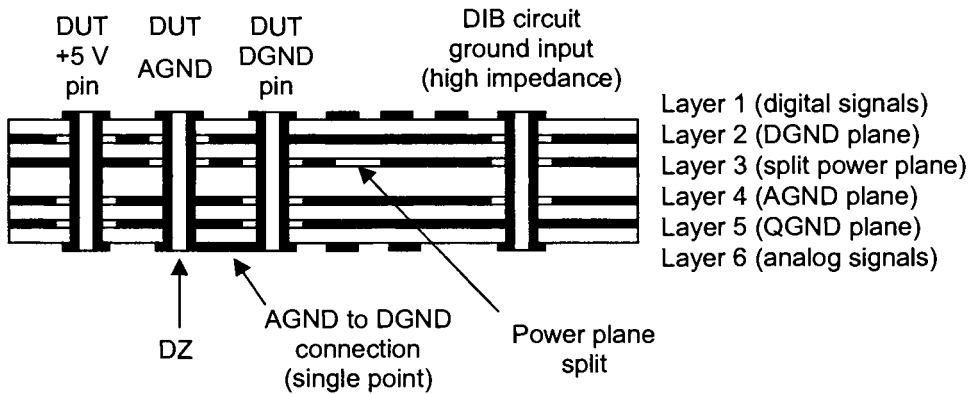 DUT
+5 V
pin
DUT
AGND
DUT
DGND
pin
DIB circuit
ground input
(high impedance)
Layer 1 (digital signals)
Layer 2 (DGND plane)
Layer 3 (split power plane)
Layer 4 (AGND plane)
Layer 5 (QGND plane)
Layer 6 (analog signals)
DZ
AGND to DGND
connection
(single point)
Power plane
split